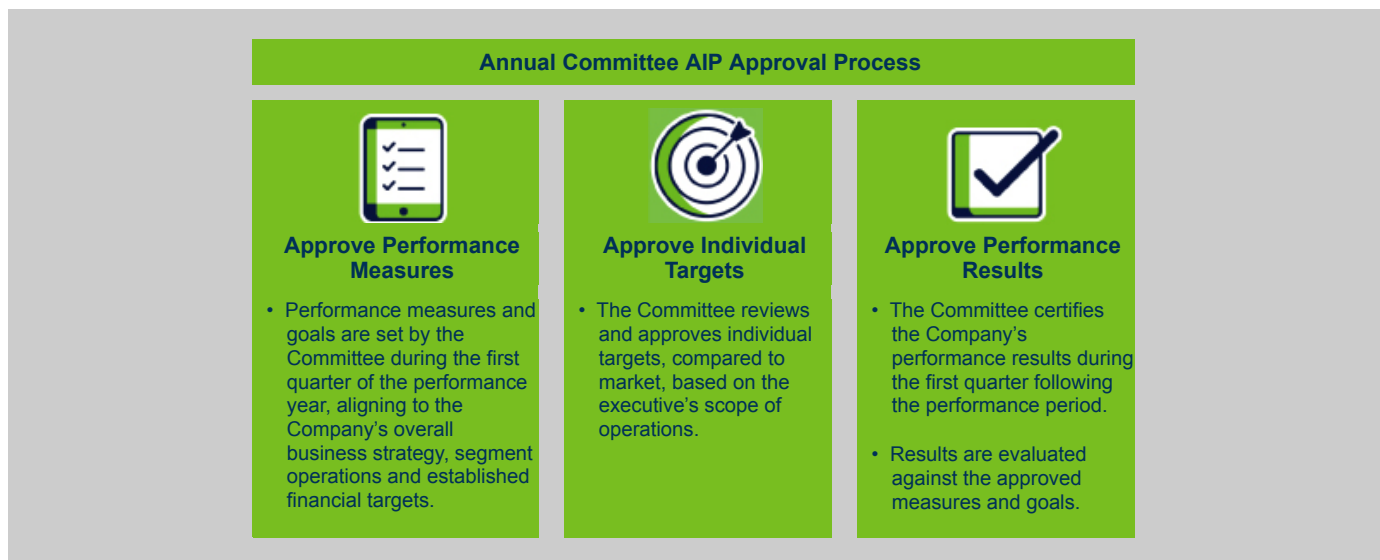 Annual Committee AIP Approval Process
Approve Performance
Measures
• Performance measures and
goals are set by the
Committee during the first
quarter of the performance
year, aligning to the
Company’s overall
business strategy, segment
operations and established
financial targets.
Approve Individual
Targets
• The Committee reviews
and approves individual
targets, compared to
market, based on the
executive’s scope of
operations.
Approve Performance
Results
• The Committee certifies
the Company’s
performance results during
the first quarter following
the performance period.
• Results are evaluated
against the approved
measures and goals.